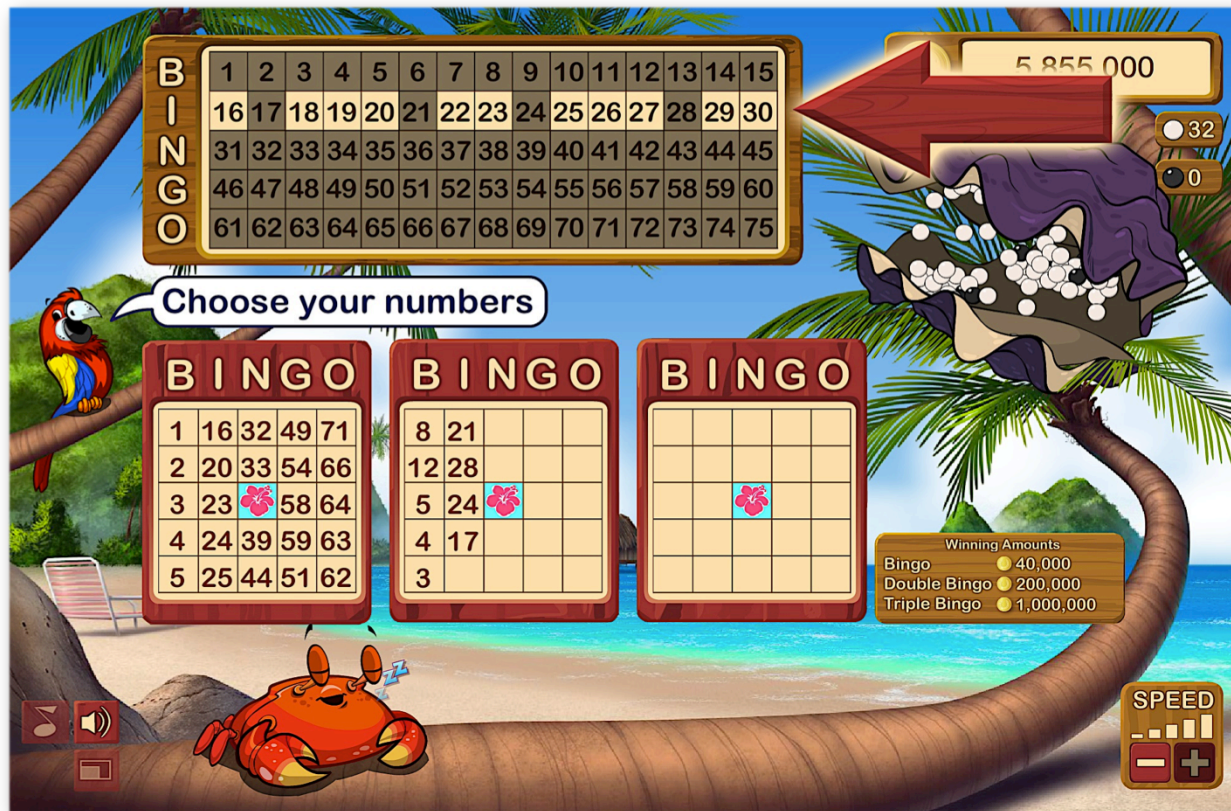 B 1 2 3 4 5 6 7 8 9 10 11 12 13 14 15
I 16 17 18 19 20 21 22 23 24 25 26 27 28 29 30
N 31 32 33 34 35 36 37 38 39 40 41 42 43 44 45
G 46 47 48 49 50 51 52 53 54 55 56 57 58 59 60
O 61 62 63 64 65 66 67 68 69 70 71 72 73 74 75
5,855,000
32
0
Choose your numbers
BINGO
1 16 32 49 71
2 20 33 54 66
3 23 58 64
4 24 39 59 63
5 25 44 51 62
BINGO
8 21
12 28
5 24
4 17
3
BINGO
Winning Amounts
Bingo 40,000
Double Bingo 200,000
Triple Bingo 1,000,000
zzz
SPEED